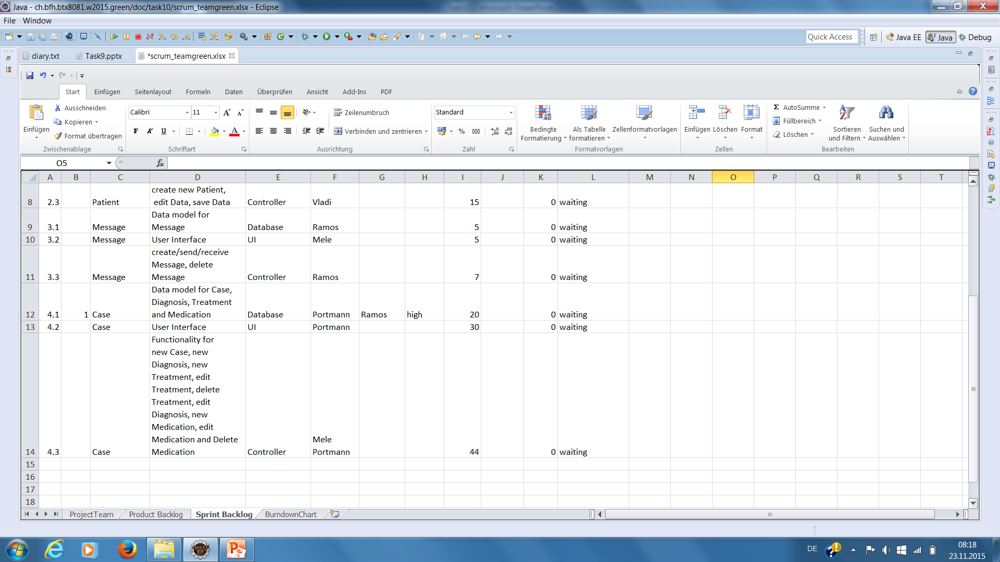 Java - ch.bfh.btx8081.w2015.green/doc/task10/scrum_teamgreen.xlsx - Eclipse
File Window
Quick Access
Java EE
Java
Debug
diary.txt
Task9.pptx
*scrum_teamgreen.xlsx
Start Einfügen Seitenlayout Formeln Daten Überprüfen Ansicht Add-Ins PDF
Einfügen
Ausschneiden
Kopieren
Format übertragen
Zwischenablage
Calibri 11
F K U
Schriftart
Zeilenumbruch
Verbinden und zentrieren
Ausrichtung
Standard
% 000
Zahl
Bedingte Formatierung
Als Tabelle formatieren
Zellenformatvorlagen
Formatvorlagen
Einfügen Löschen Format
Zellen
Σ AutoSumme
Füllbereich
Löschen
Sortieren und Filtern
Suchen und Auswählen
Bearbeiten
O5 fx
A B C D E F G H I J K L M N O P Q R S T
create new Patient,
8 2.3 Patient edit Data, save Data Controller Vladi 15 0 waiting
Data model for
9 3.1 Message Message Database Ramos 5 0 waiting
10 3.2 Message User Interface UI Mele 5 0 waiting
create/send/receive
Message, delete
11 3.3 Message Message Controller Ramos 7 0 waiting
Data model for Case,
Diagnosis, Treatment
12 4.1 1 Case and Medication Database Portmann Ramos high 20 0 waiting
13 4.2 Case User Interface UI Portmann 30 0 waiting
Functionality for
new Case, new
Diagnosis, new
Treatment, edit
Treatment, delete
Treatment, edit
Diagnosis, new
Medication, edit
Medication and Delete Mele
14 4.3 Case Medication Controller Portmann 44 0 waiting
15
16
17
18
ProjectTeam Product Backlog Sprint Backlog BurndownChart
DE
08:18
23.11.2015